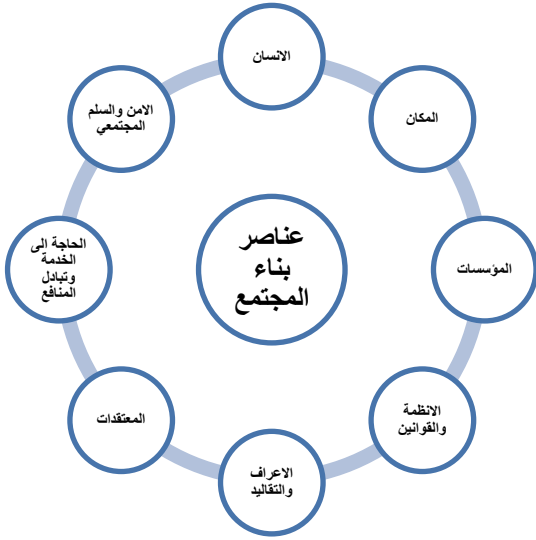 عناصر
بناء
المجتمع
الانسان
المكان
المؤسسات
الانظمة
والقوانين
الاعراف
والتقاليد
المعتقدات
الحاجة الى
الخدمة
وتبادل
المنافع
الامن والسلم
المجتمعي